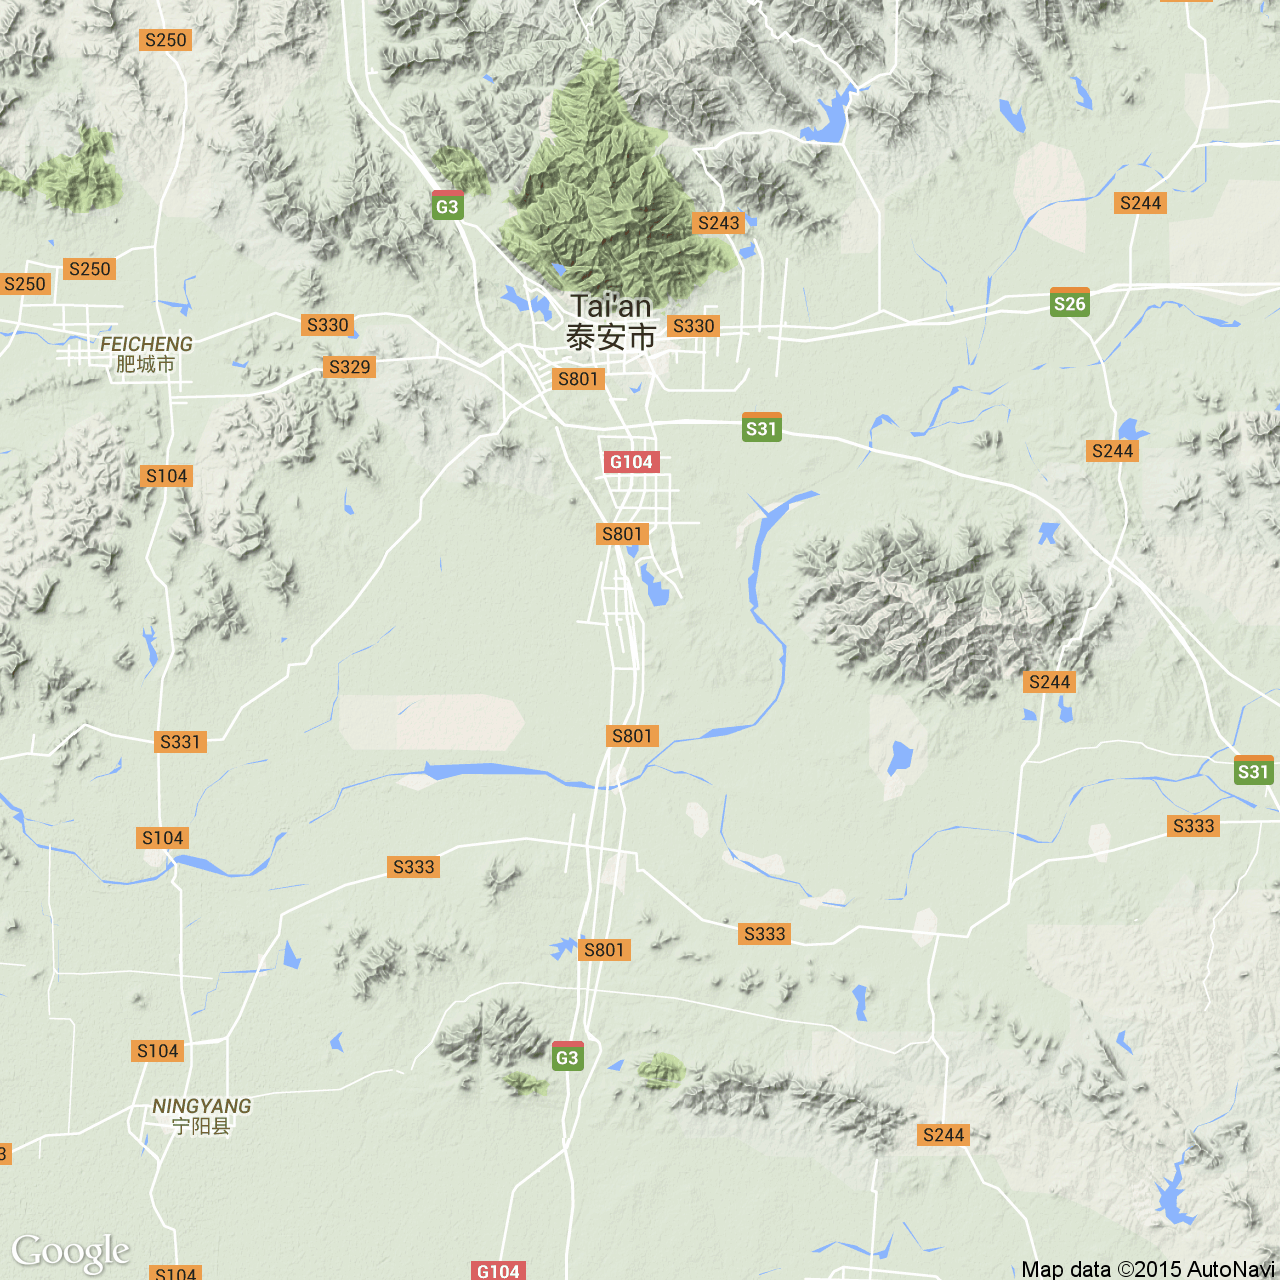 S250
S244
G3
S243
S250
S250
S26
Tai'an
泰安市
S330
S330
FEICHENG
肥城市
S329
S801
S31
S244
G104
S104
S801
S244
S801
S331
S31
S333
S104
S333
S333
S801
S104
G3
NINGYANG
宁阳县
S244
3
Google
Map data ©2015 AutoNavi
G104
S104